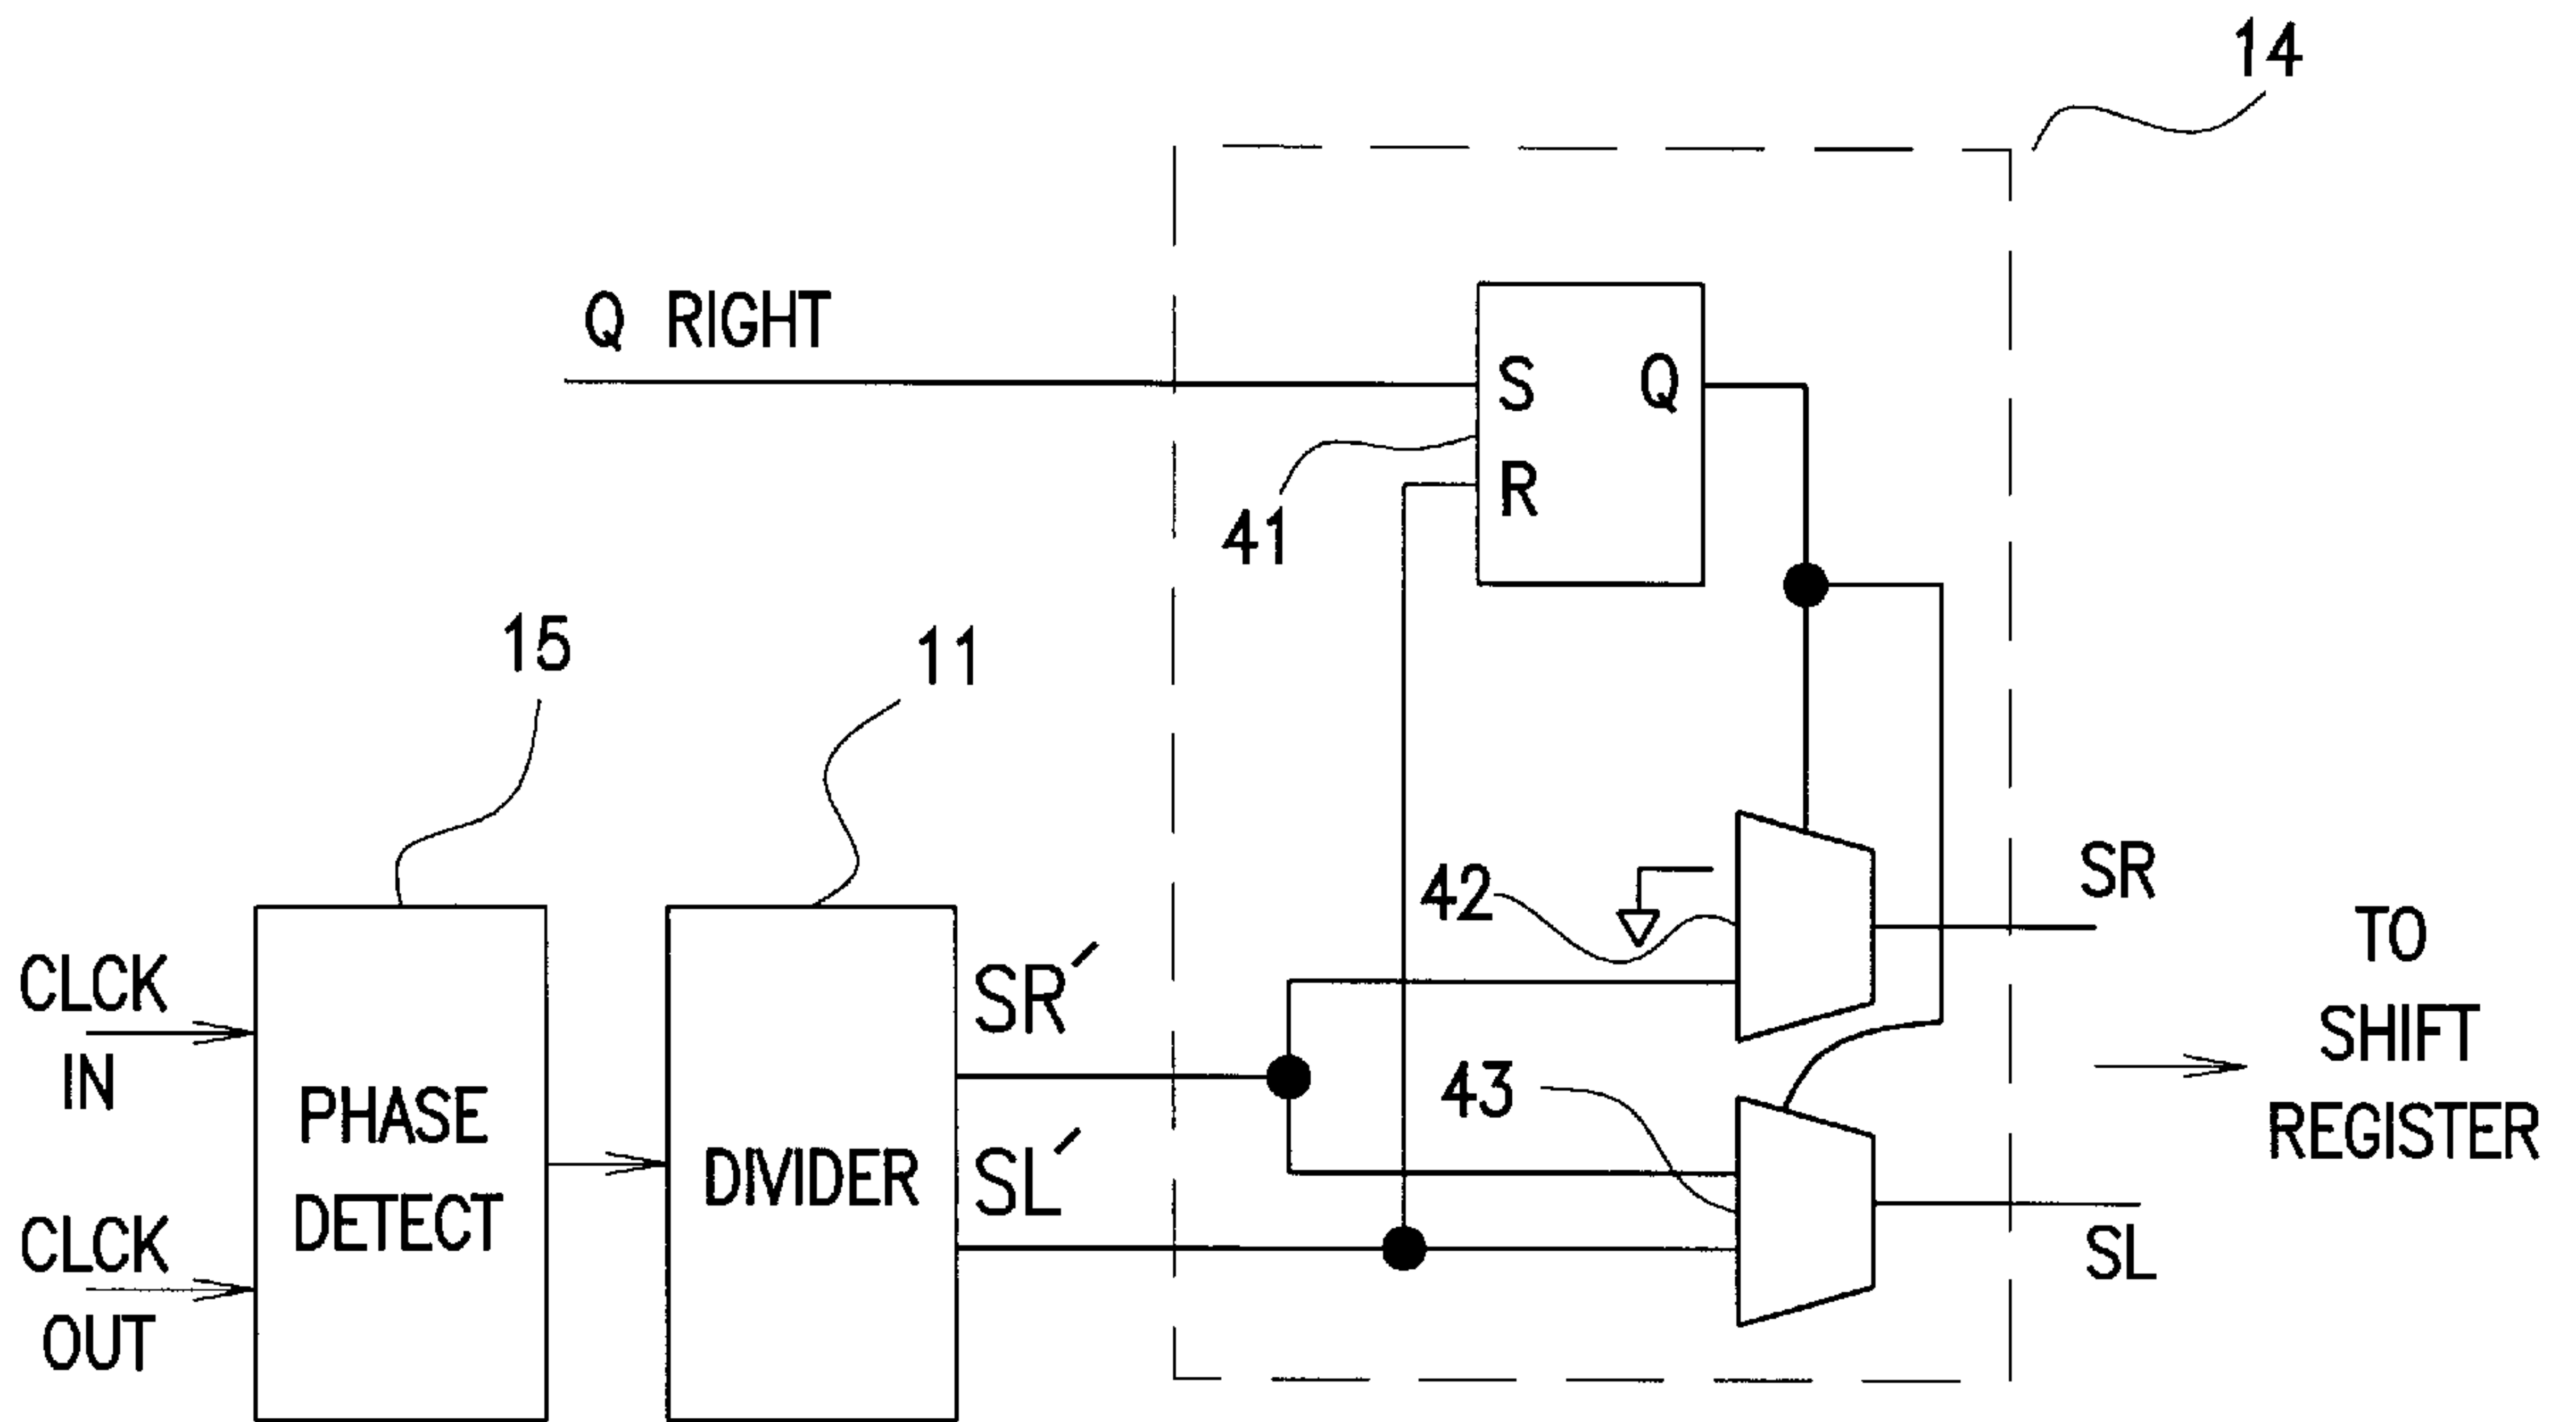 14
Q RIGHT
S Q
R
41
15
11
42
SR
TO
SHIFT
REGISTER
CLCK
IN
SR′
43
PHASE
DETECT
DIVIDER
SL′
CLCK
OUT
SL